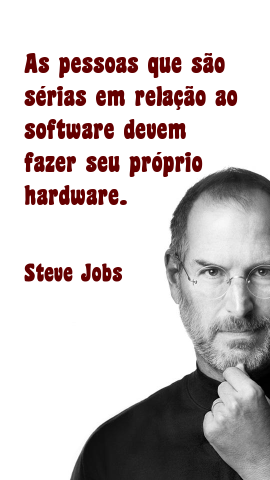 As pessoas que são
sérias em relação ao
software devem
fazer seu próprio
hardware.
Steve Jobs